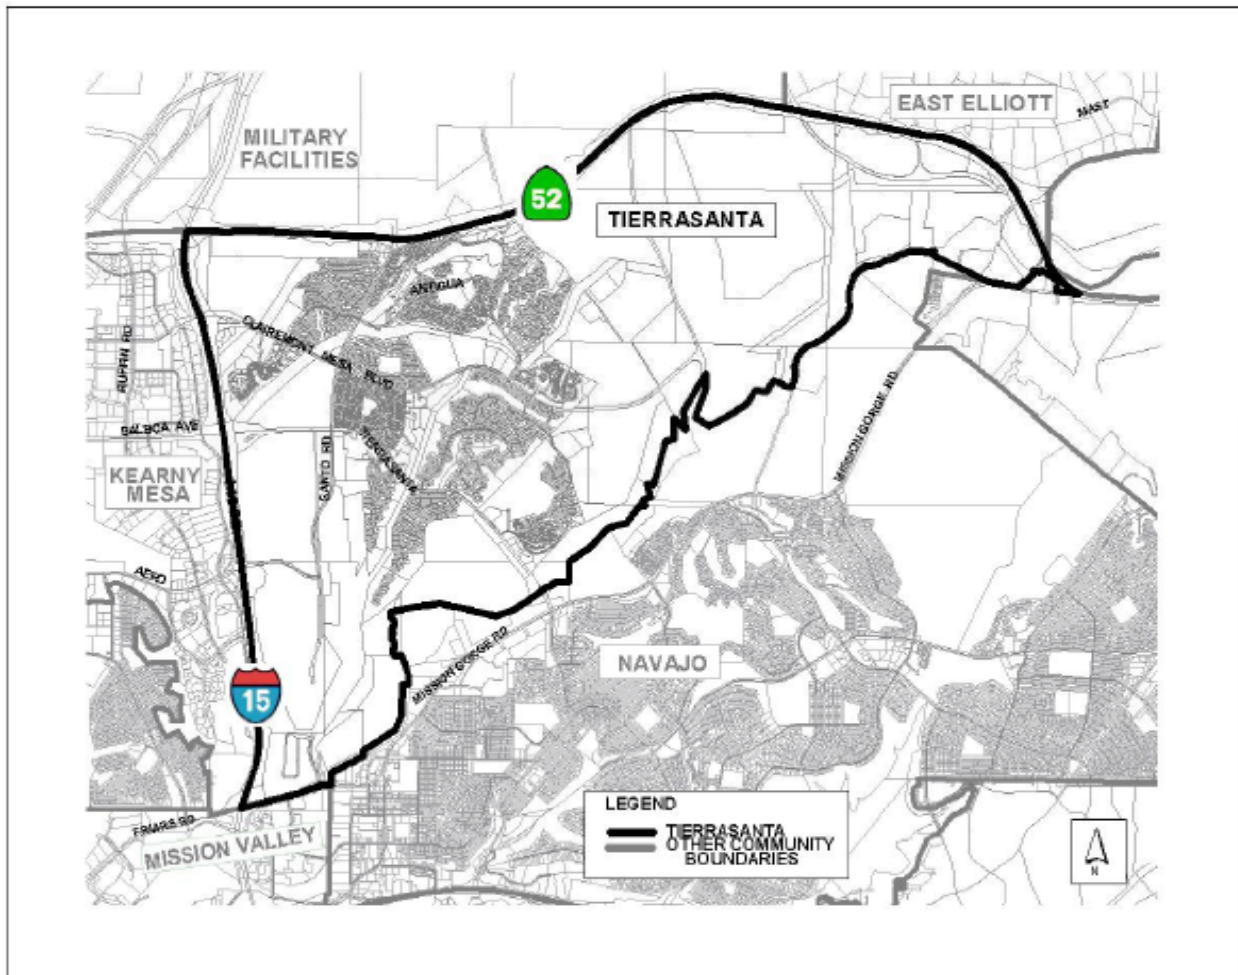 EAST ELLIOTT
MAST
MILITARY
FACILITIES
52
TIERRASANTA
ANTIGUA
CLAIREMONT MESA BLVD
RUFFIN RD
BALBOA AVE
TIERRASANTA
SANTO RD
MISSION GORGE RD
KEARNY
MESA
AERO
MISSION GORGE RD
NAVAJO
15
LEGEND
TIERRASANTA
OTHER COMMUNITY
BOUNDARIES
FRIARS RD
MISSION VALLEY
N